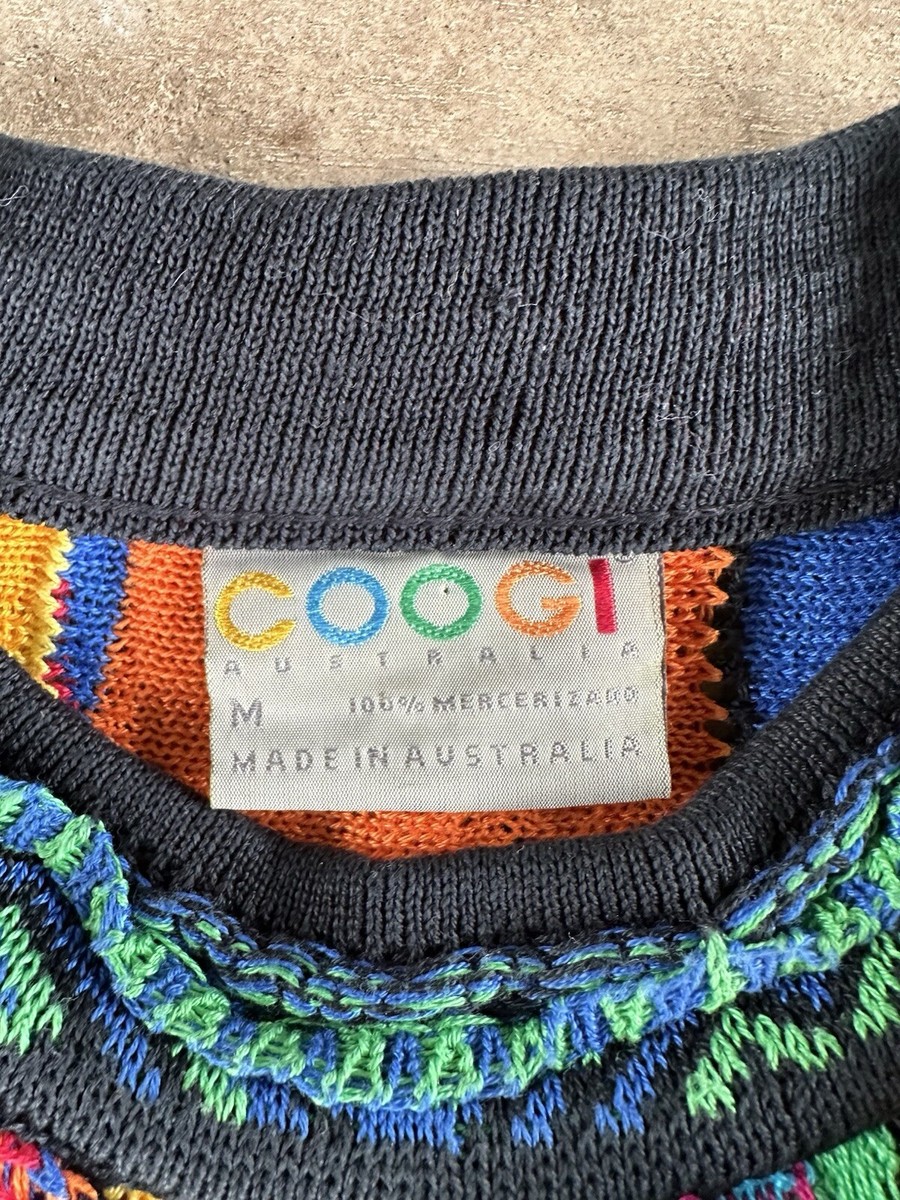 COOGI
AUSTRALIA
M 100% MERCERIZADO
MADE IN AUSTRALIA